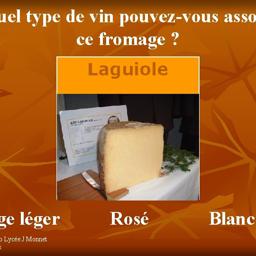 uel type de vin pouvez-vous asso
ce fromage ?
Laguiole
ge léger Rosé Blanc
Lycée J Monnet